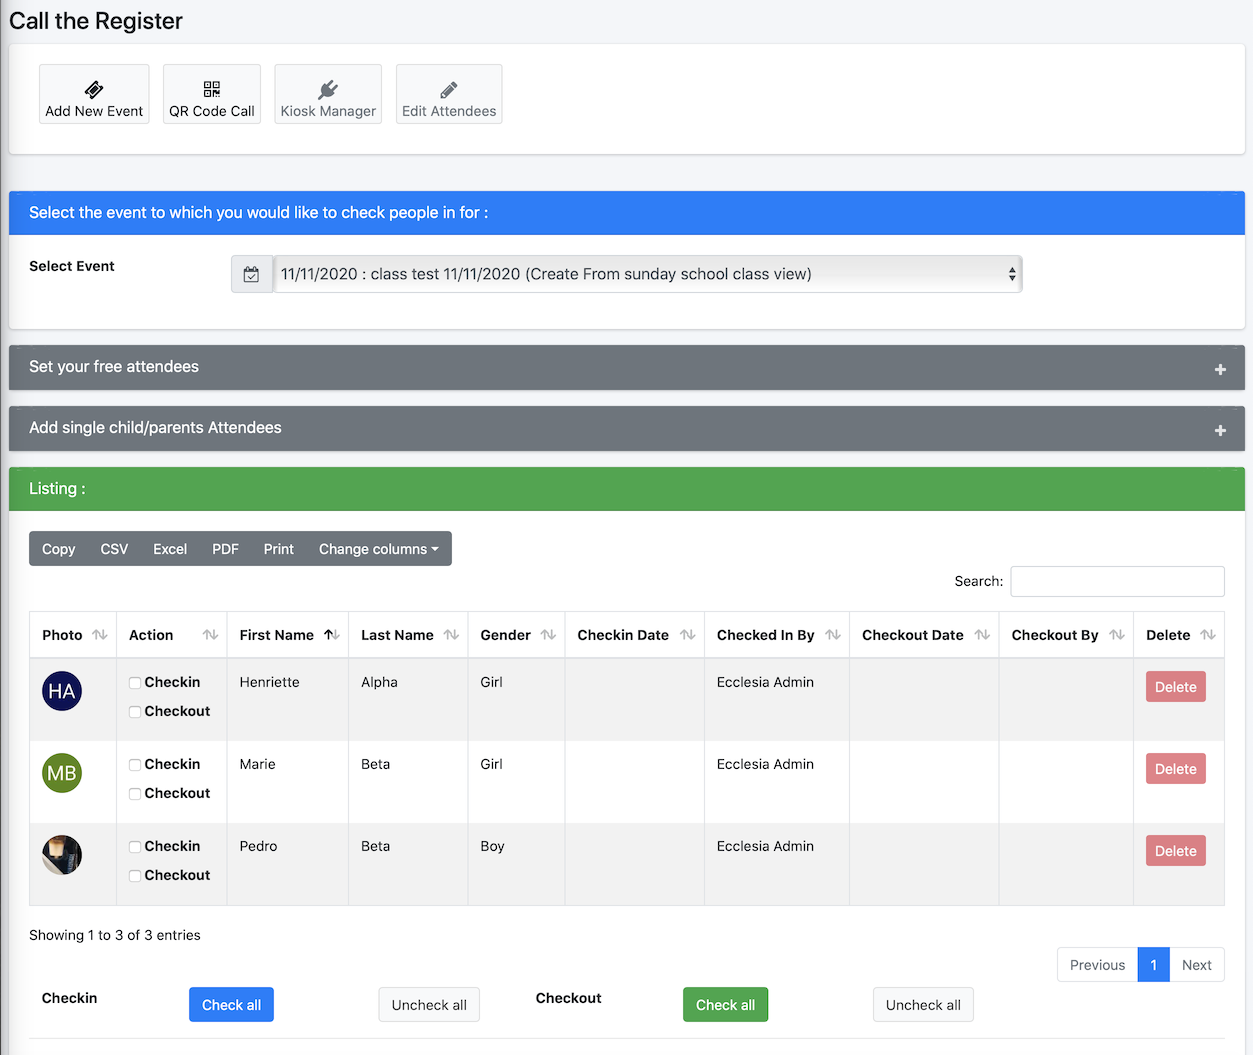 Call the Register
Add New Event
QR Code Call
Kiosk Manager
Edit Attendees
Select the event to which you would like to check people in for :
Select Event
11/11/2020 : class test 11/11/2020 (Create From sunday school class view)
Set your free attendees
Add single child/parents Attendees
Listing :
Copy CSV Excel PDF Print Change columns
Search:
Photo Action First Name Last Name Gender Checkin Date Checked In By Checkout Date Checkout By Delete
HA Checkin Henriette Alpha Girl Ecclesia Admin Delete
Checkout
MB Checkin Marie Beta Girl Ecclesia Admin Delete
Checkout
Checkin Pedro Beta Boy Ecclesia Admin Delete
Checkout
Showing 1 to 3 of 3 entries
Previous 1 Next
Checkin Check all Uncheck all Checkout Check all Uncheck all